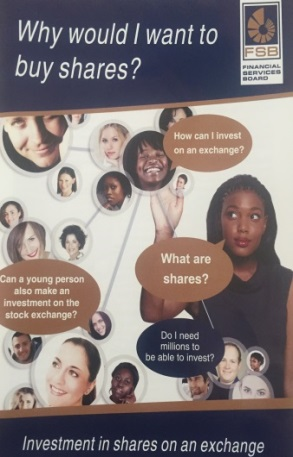 Why would I want to
buy shares?
FSB
FINANCIAL
SERVICES
BOARD
How can I invest
on an exchange?
What are
shares?
Can a young person
also make an
investment on the
stock exchange?
Do I need
millions to
be able to invest?
Investment in shares on an exchange